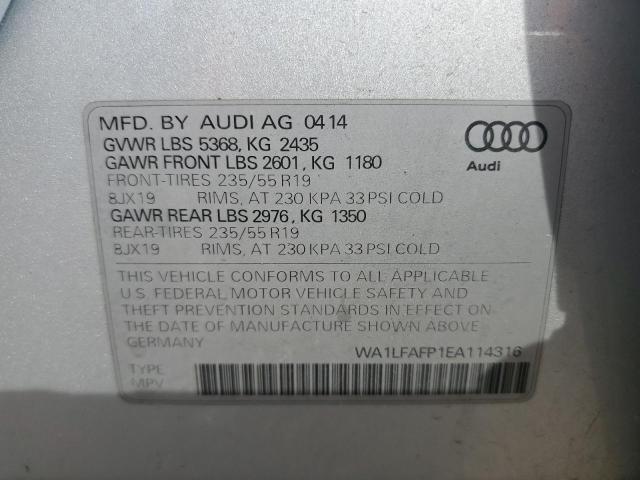 MFD. BY AUDI AG 04 14
GVWR LBS 5368, KG 2435
GAWR FRONT LBS 2601, KG 1180
FRONT-TIRES 235/55 R19
8JX19 RIMS, AT 230 KPA 33 PSI COLD
GAWR REAR LBS 2976, KG 1350
REAR-TIRES 235/55 R19
8JX19 RIMS, AT 230 KPA 33 PSI COLD
Audi
THIS VEHICLE CONFORMS TO ALL APPLICABLE
U.S. FEDERAL MOTOR VEHICLE SAFETY AND
THEFT PREVENTION STANDARDS IN EFFECT ON
THE DATE OF MANUFACTURE SHOWN ABOVE
GERMANY
WA1LFAFP1EA114316
TYPE
MPV